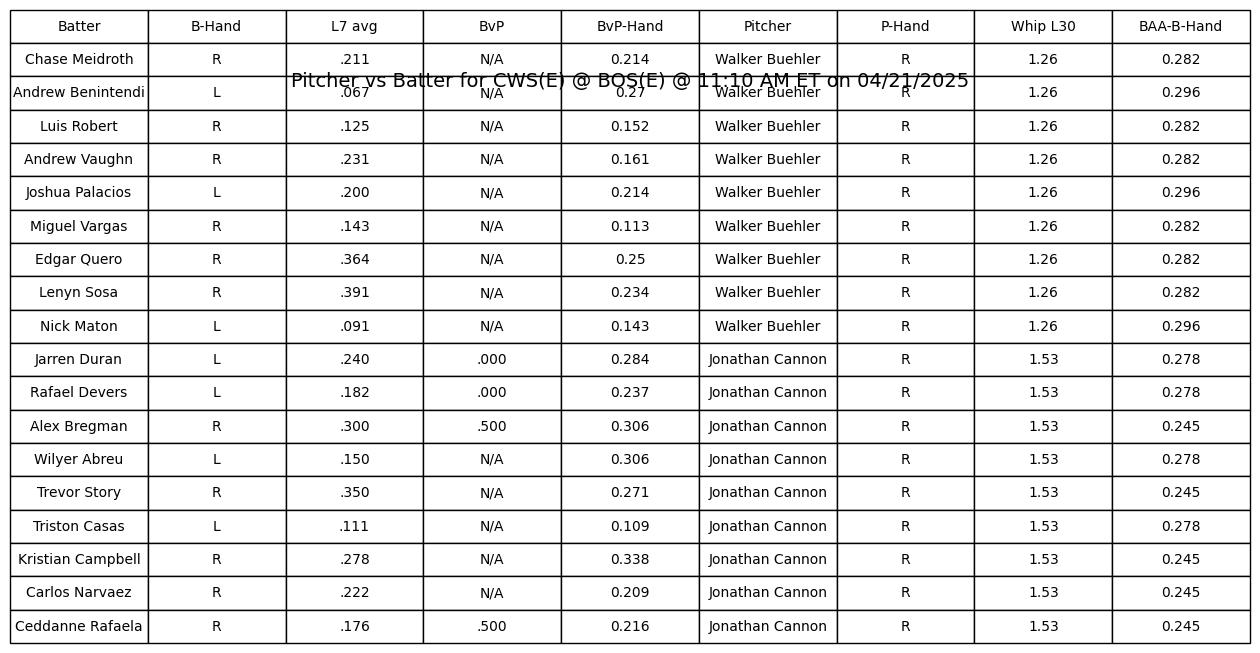 Batter B-Hand L7 avg BvP BvP-Hand Pitcher P-Hand Whip L30 BAA-B-Hand
Chase Meidroth R .211 N/A 0.214 Walker Buehler R 1.26 0.282
Pitcher vs Batter for CWS(E) @ BOS(E) @ 11:10 AM ET on 04/21/2025
Andrew Benintendi L .067 N/A 0.27 Walker Buehler R 1.26 0.296
Luis Robert R .125 N/A 0.152 Walker Buehler R 1.26 0.282
Andrew Vaughn R .231 N/A 0.161 Walker Buehler R 1.26 0.282
Joshua Palacios L .200 N/A 0.214 Walker Buehler R 1.26 0.296
Miguel Vargas R .143 N/A 0.113 Walker Buehler R 1.26 0.282
Edgar Quero R .364 N/A 0.25 Walker Buehler R 1.26 0.282
Lenyn Sosa R .391 N/A 0.234 Walker Buehler R 1.26 0.282
Nick Maton L .091 N/A 0.143 Walker Buehler R 1.26 0.296
Jarren Duran L .240 .000 0.284 Jonathan Cannon R 1.53 0.278
Rafael Devers L .182 .000 0.237 Jonathan Cannon R 1.53 0.278
Alex Bregman R .300 .500 0.306 Jonathan Cannon R 1.53 0.245
Wilyer Abreu L .150 N/A 0.306 Jonathan Cannon R 1.53 0.278
Trevor Story R .350 N/A 0.271 Jonathan Cannon R 1.53 0.245
Triston Casas L .111 N/A 0.109 Jonathan Cannon R 1.53 0.278
Kristian Campbell R .278 N/A 0.338 Jonathan Cannon R 1.53 0.245
Carlos Narvaez R .222 N/A 0.209 Jonathan Cannon R 1.53 0.245
Ceddanne Rafaela R .176 .500 0.216 Jonathan Cannon R 1.53 0.245